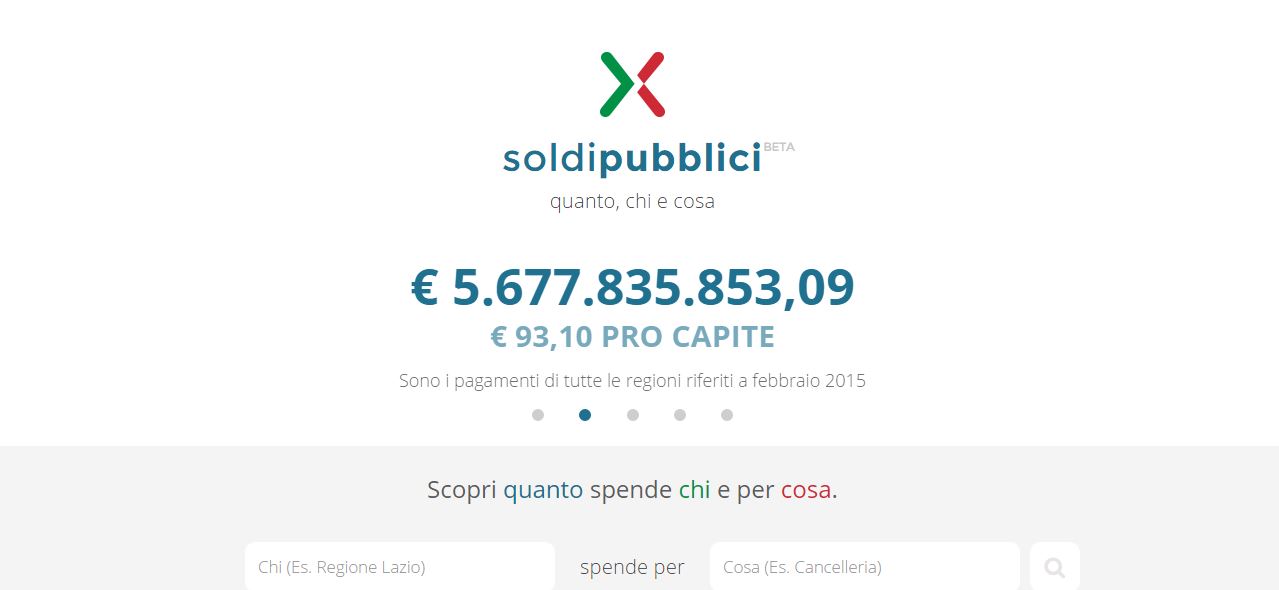 soldipubblici BETA
quanto, chi e cosa
€ 5.677.835.853,09
€ 93,10 PRO CAPITE
Sono i pagamenti di tutte le regioni riferiti a febbraio 2015
Scopri quanto spende chi e per cosa.
Chi (Es. Regione Lazio) spende per Cosa (Es. Cancelleria)